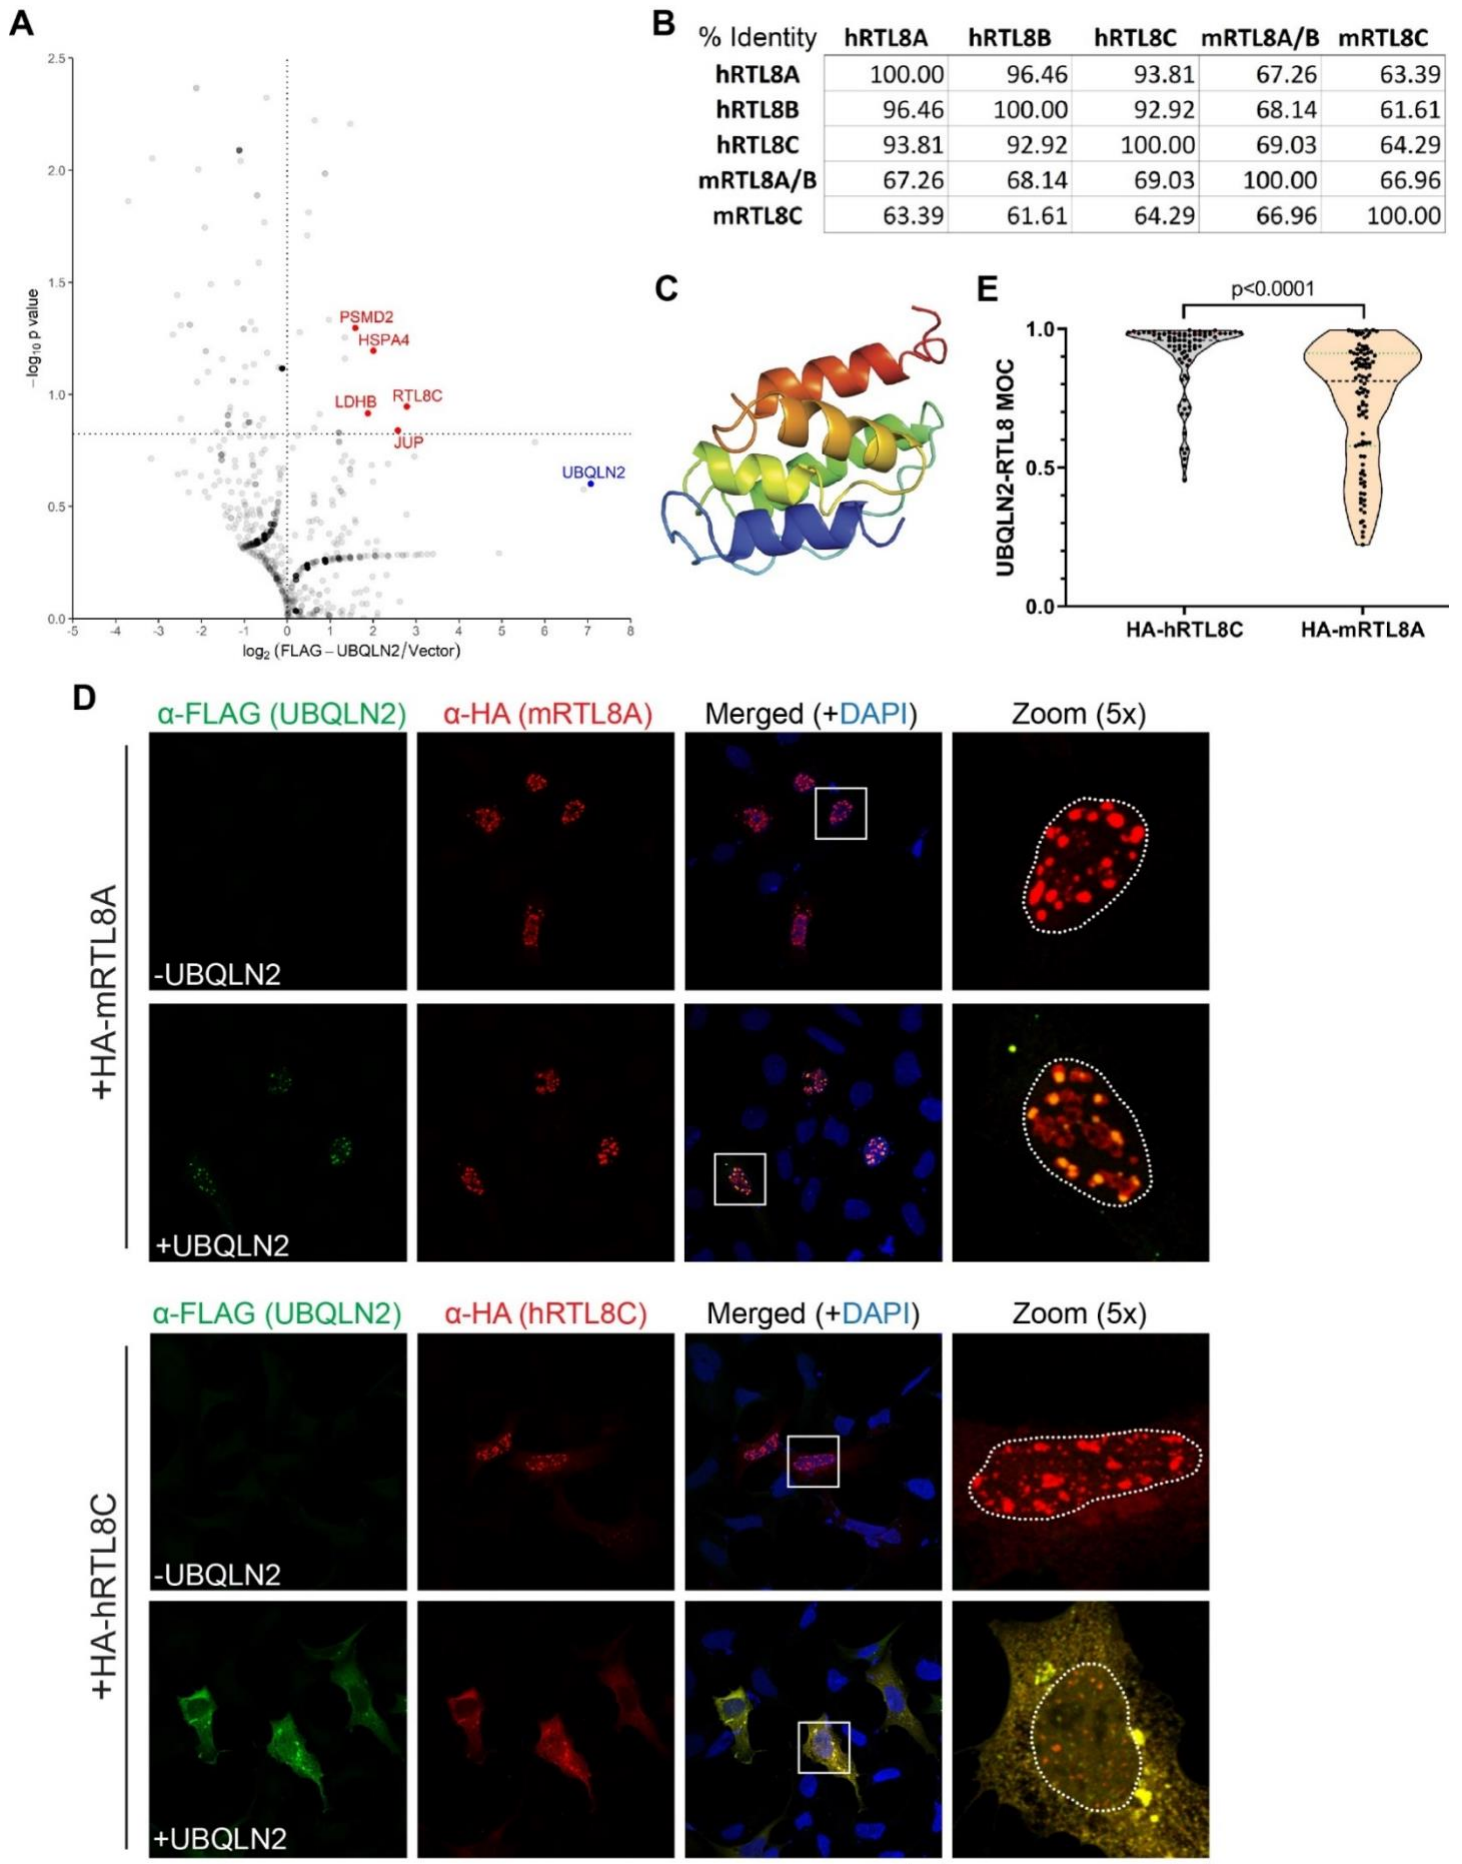 A
2.5
2.0
1.5
1.0
0.5
0.0
-5 -4 -3 -2 -1 0 1 2 3 4 5 6 7 8
−log10 p value
log2 (FLAG−UBQLN2/Vector)
PSMD2
HSPA4
LDHB
RTL8C
JUP
UBQLN2
B
% Identity hRTL8A hRTL8B hRTL8C mRTL8A/B mRTL8C
hRTL8A 100.00 96.46 93.81 67.26 63.39
hRTL8B 96.46 100.00 92.92 68.14 61.61
hRTL8C 93.81 92.92 100.00 69.03 64.29
mRTL8A/B 67.26 68.14 69.03 100.00 66.96
mRTL8C 63.39 61.61 64.29 66.96 100.00
C
E
p<0.0001
1.0
0.5
0.0
UBQLN2-RTL8 MOC
HA-hRTL8C HA-mRTL8A
D
α-FLAG (UBQLN2) α-HA (mRTL8A) Merged (+DAPI) Zoom (5x)
+HA-mRTL8A
-UBQLN2
+UBQLN2
α-FLAG (UBQLN2) α-HA (hRTL8C) Merged (+DAPI) Zoom (5x)
+HA-hRTL8C
-UBQLN2
+UBQLN2